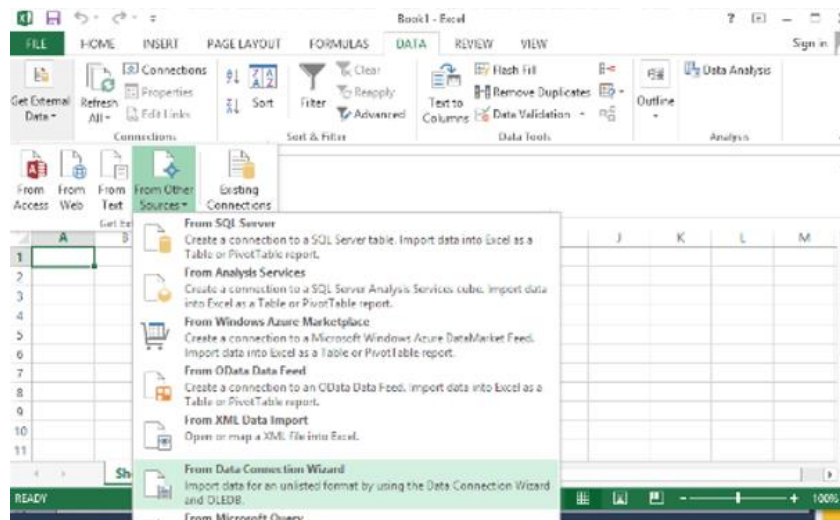 Book1 - Excel
?
FILE HOME INSERT PAGE LAYOUT FORMULAS DATA REVIEW VIEW Sign in
Get External Data
Refresh All
Connections
Properties
Edit Links
Connections
Sort
Filter
Clear
Reapply
Advanced
Sort & Filter
Text to Columns
Flash Fill
Remove Duplicates
Data Validation
Data Tools
Outline
Data Analysis
Analysis
From Access
From Web
From Text
From Other Sources
Existing Connections
Get Ex
A B J K L M
From SQL Server
Create a connection to a SQL Server table. Import data into Excel as a
Table or PivotTable report.
From Analysis Services
Create a connection to a SQL Server Analysis Services cube. Import data
into Excel as a Table or PivotTable report.
From Windows Azure Marketplace
Create a connection to a Microsoft Windows Azure DataMarket Feed.
Import data into Excel as a Table or PivotTable report.
From OData Data Feed
Create a connection to an OData Data Feed. Import data into Excel as a
Table or PivotTable report.
From XML Data Import
Open or map a XML file into Excel.
From Data Connection Wizard
Import data for an unlisted format by using the Data Connection Wizard
and OLEDB.
From Microsoft Query
1
2
3
4
5
6
7
8
9
10
11
Sh
READY 100%